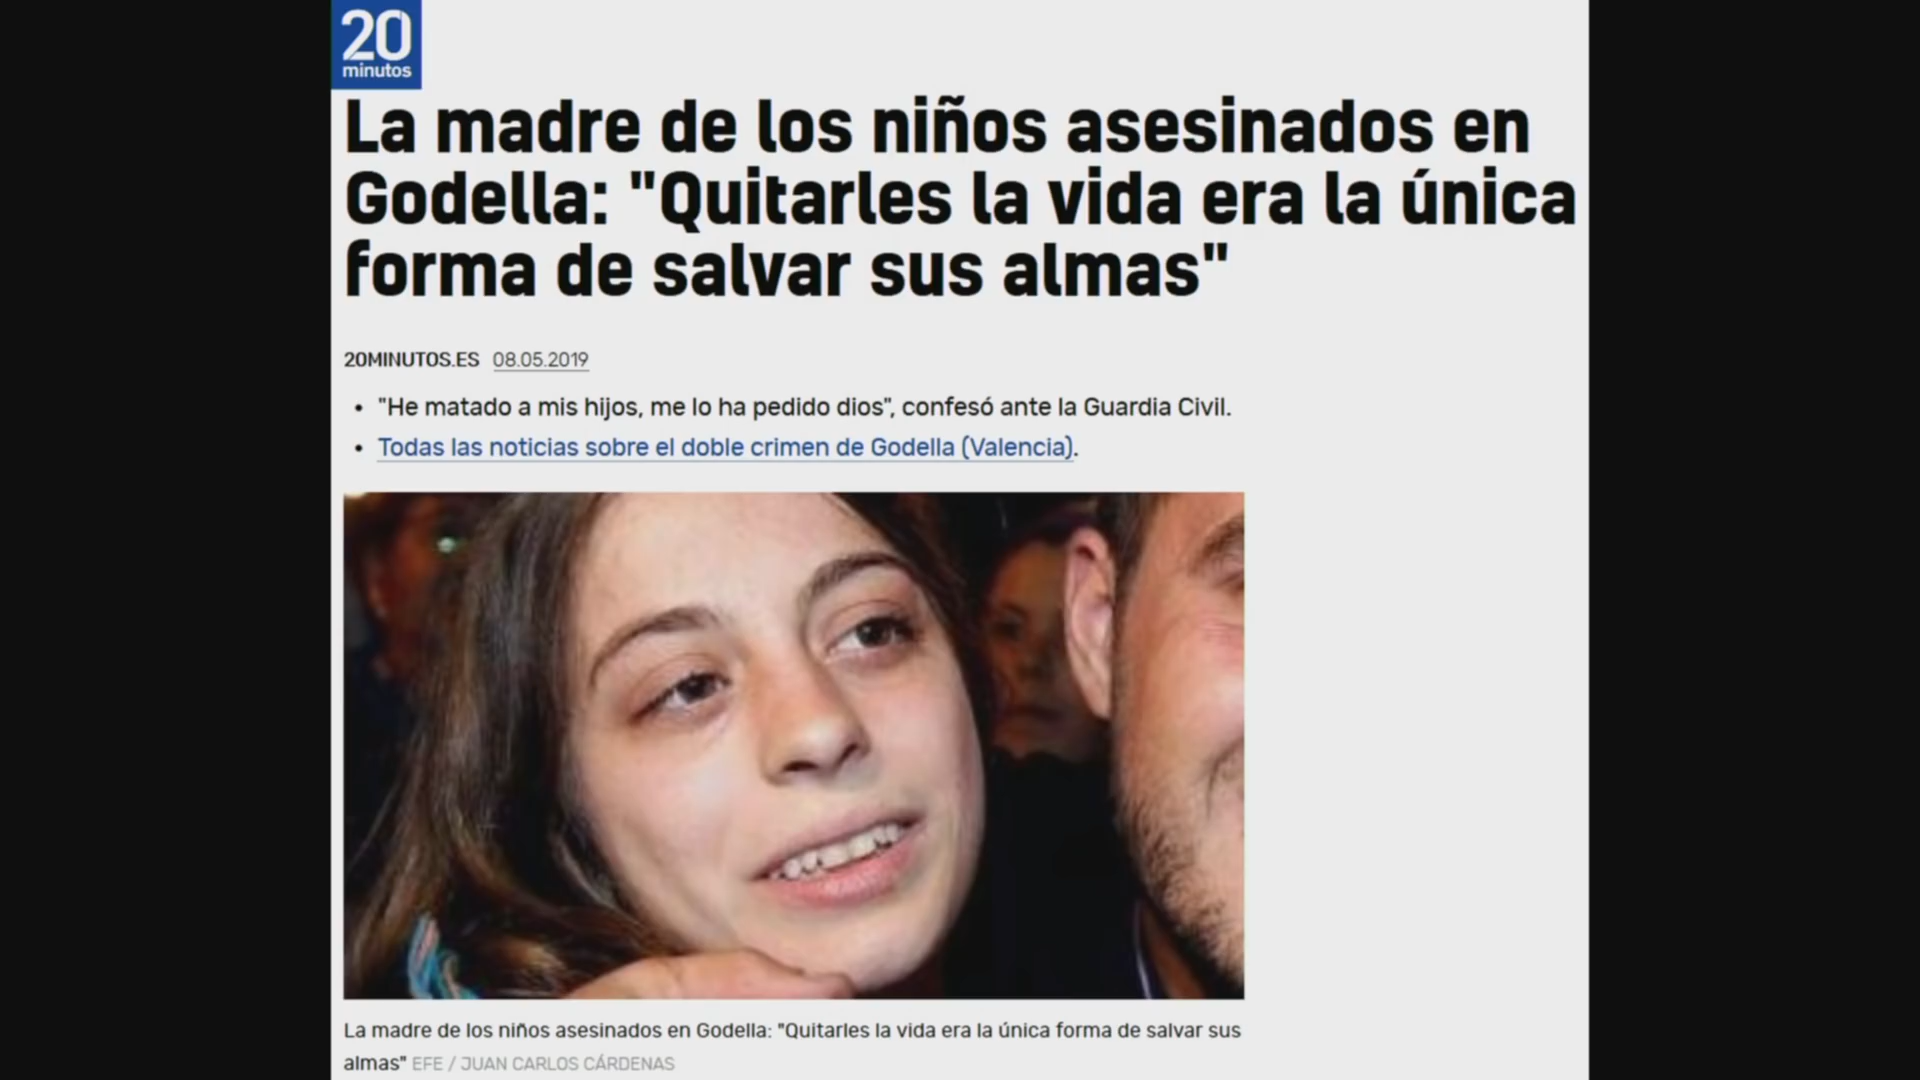 20
minutos
La madre de los niños asesinados en
Godella: "Quitarles la vida era la única
forma de salvar sus almas"
20MINUTOS.ES 08.05.2019
• "He matado a mis hijos, me lo ha pedido dios", confesó ante la Guardia Civil.
• Todas las noticias sobre el doble crimen de Godella (Valencia).
La madre de los niños asesinados en Godella: "Quitarles la vida era la única forma de salvar sus
almas" EFE / JUAN CARLOS CÁRDENAS